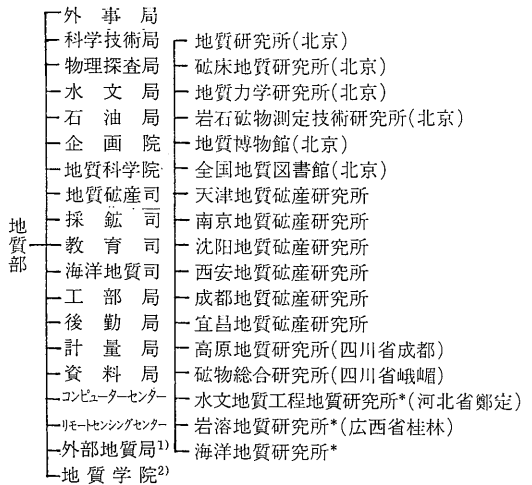 外事局
科学技術局
物理探査局
水文局
石油局
企画院
地質科学院
地質砿産司
採鉱司
地質部
教育司
海洋地質司
工部局
後勤局
計量局
資料局
コンピューターセンター
リモートセンシングセンター
外部地質局1)
地質学院2)
地質研究所(北京)
砿床地質研究所(北京)
地質力学研究所(北京)
岩石砿物測定技術研究所(北京)
地質博物館(北京)
全国地質図書館(北京)
天津地質砿産研究所
南京地質砿産研究所
沈阳地質砿産研究所
西安地質砿産研究所
成都地質砿産研究所
宜昌地質砿産研究所
高原地質研究所(四川省成都)
砿物総合研究所(四川省峨嵋)
水文地質工程地質研究所*(河北省鄭定)
岩溶地質研究所*(広西省桂林)
海洋地質研究所*